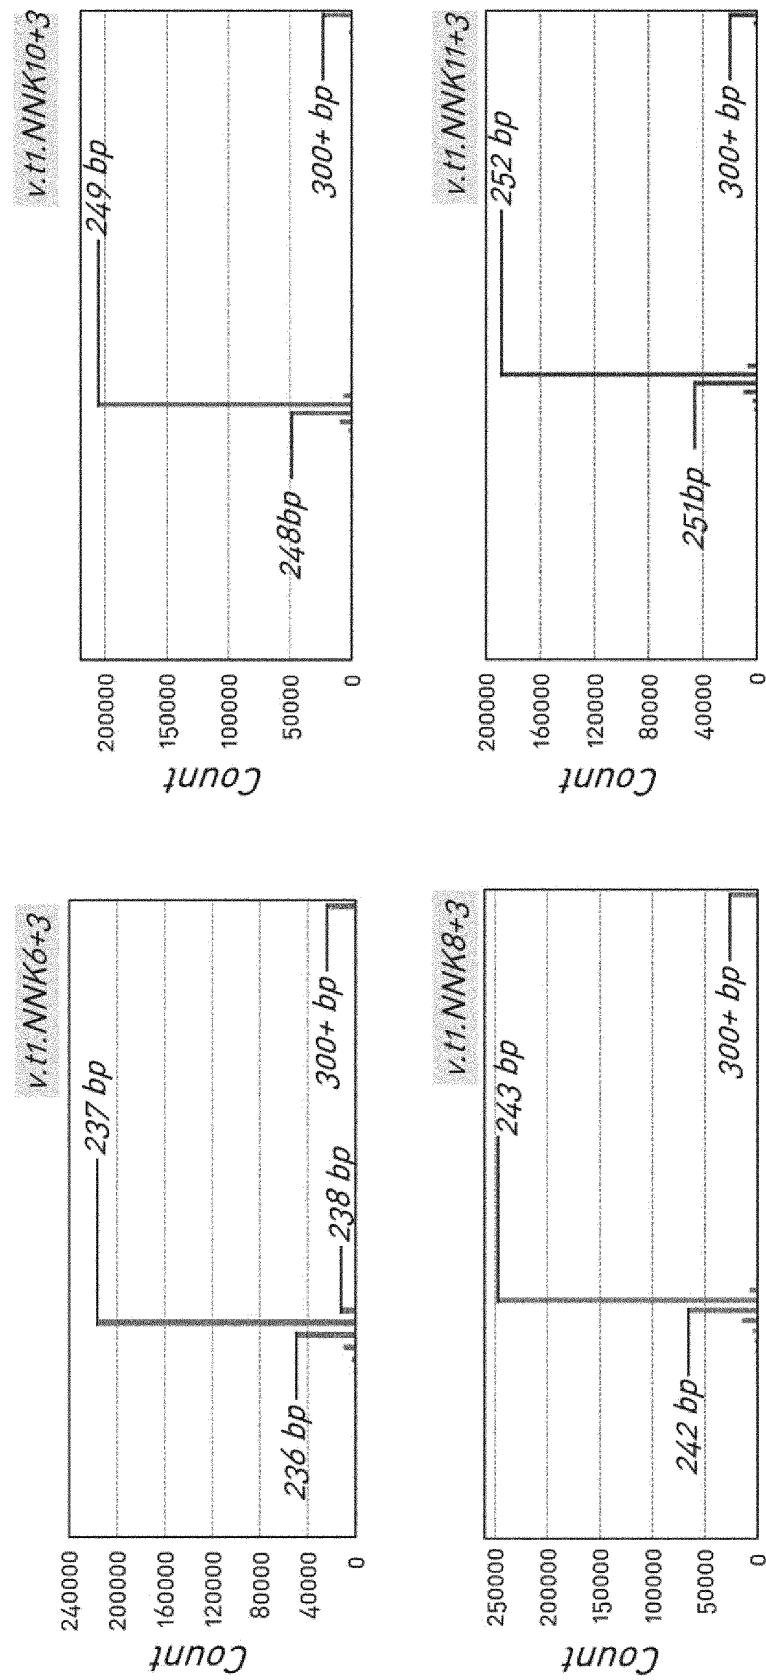 v.t1.NNK6+3
Count
240000
200000
160000
120000
80000
40000
0
237 bp
236 bp
238 bp
300+ bp
v.t1.NNK10+3
Count
200000
150000
100000
50000
0
249 bp
248bp
300+ bp
v.t1.NNK8+3
Count
250000
200000
150000
100000
50000
0
243 bp
242 bp
300+ bp
v.t1.NNK11+3
Count
200000
160000
120000
80000
40000
0
252 bp
251bp
300+ bp